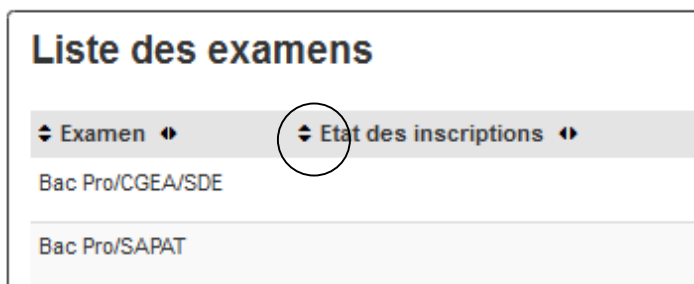 Liste des examens
Examen Etat des inscriptions
Bac Pro/CGEA/SDE
Bac Pro/SAPAT